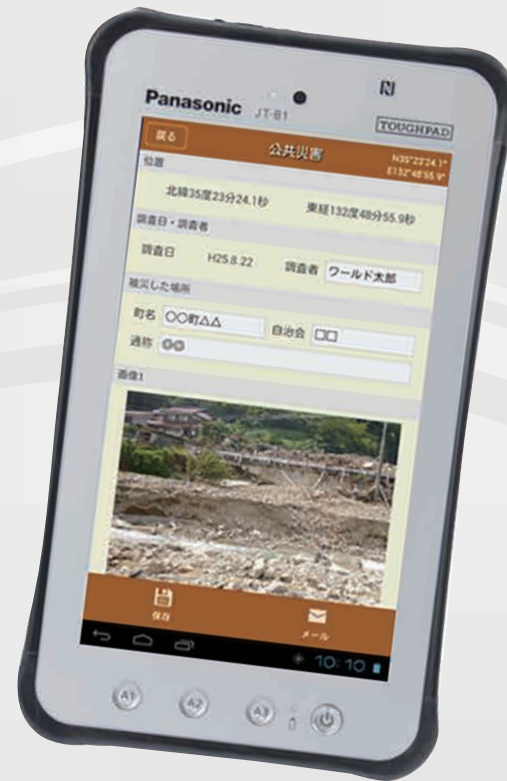 Panasonic JT-B1
TOUGHPAD
戻る 公共災害 N35°23'24.1"
E132°48'55.9"
位置
北緯35度23分24.1秒 東経132度48分55.9秒
調査日・調査者
調査日 H25.8.22 調査者 ワールド太郎
被災した場所
町名 〇〇町△△ 自治会 □□
通称 ◎◎
画像1
保存 メール
10:10
A1 A2 A3